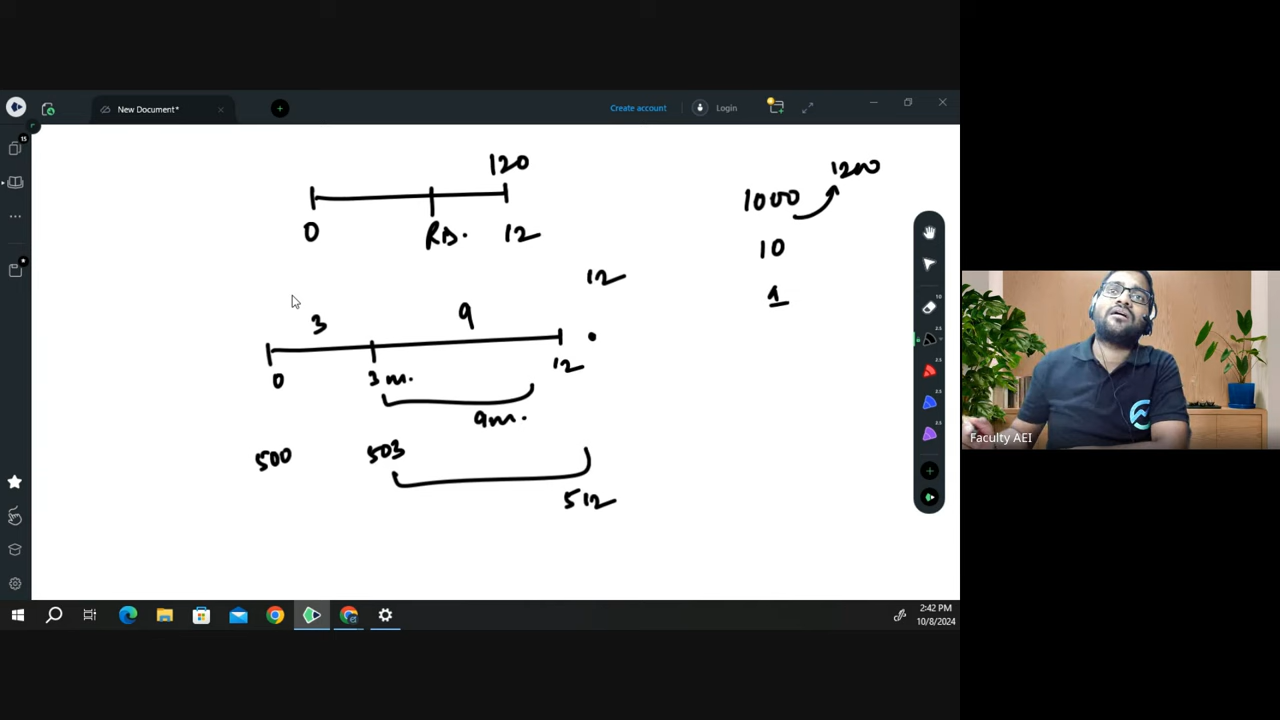 New Document*
Create account
Login
120
0
RD.
12
1000
1200
10
12
3
9
0
3m.
12
9m.
500
503
512
Faculty AEI
2:42 PM
10/8/2024